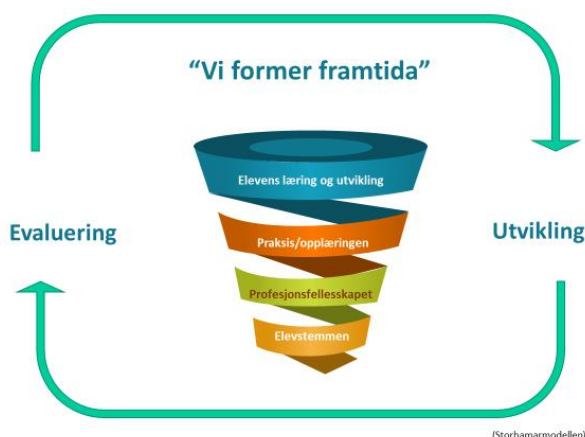 “Vi former framtida”
Elevens læring og utvikling
Evaluering
Utvikling
Praksis/opplæringen
Profesjonsfellesskapet
Elevstemmen
(Storhamarmodellen)